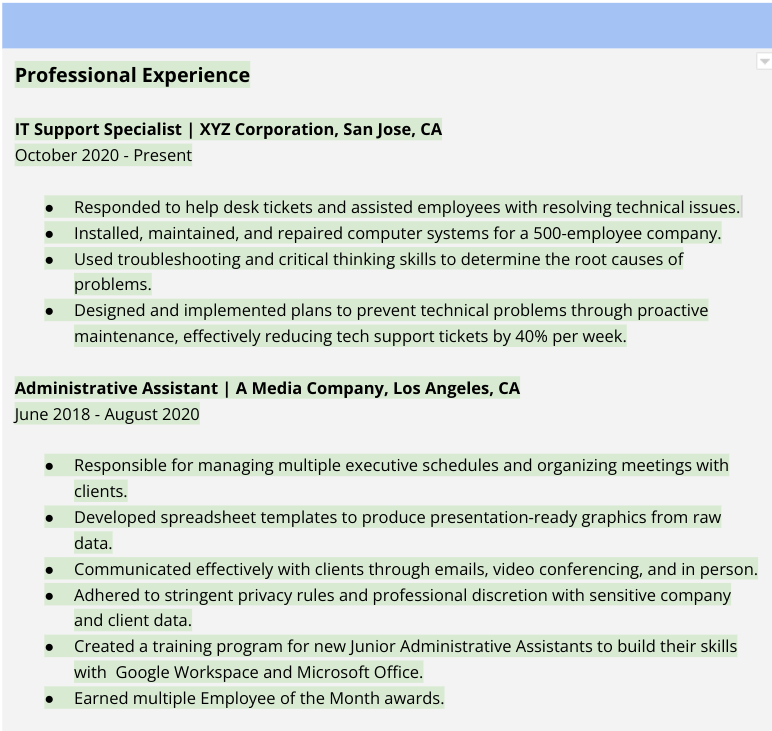 Professional Experience
IT Support Specialist | XYZ Corporation, San Jose, CA
October 2020 - Present
● Responded to help desk tickets and assisted employees with resolving technical issues.
● Installed, maintained, and repaired computer systems for a 500-employee company.
● Used troubleshooting and critical thinking skills to determine the root causes of
problems.
● Designed and implemented plans to prevent technical problems through proactive
maintenance, effectively reducing tech support tickets by 40% per week.
Administrative Assistant | A Media Company, Los Angeles, CA
June 2018 - August 2020
● Responsible for managing multiple executive schedules and organizing meetings with
clients.
● Developed spreadsheet templates to produce presentation-ready graphics from raw
data.
● Communicated effectively with clients through emails, video conferencing, and in person.
● Adhered to stringent privacy rules and professional discretion with sensitive company
and client data.
● Created a training program for new Junior Administrative Assistants to build their skills
with  Google Workspace and Microsoft Office.
● Earned multiple Employee of the Month awards.